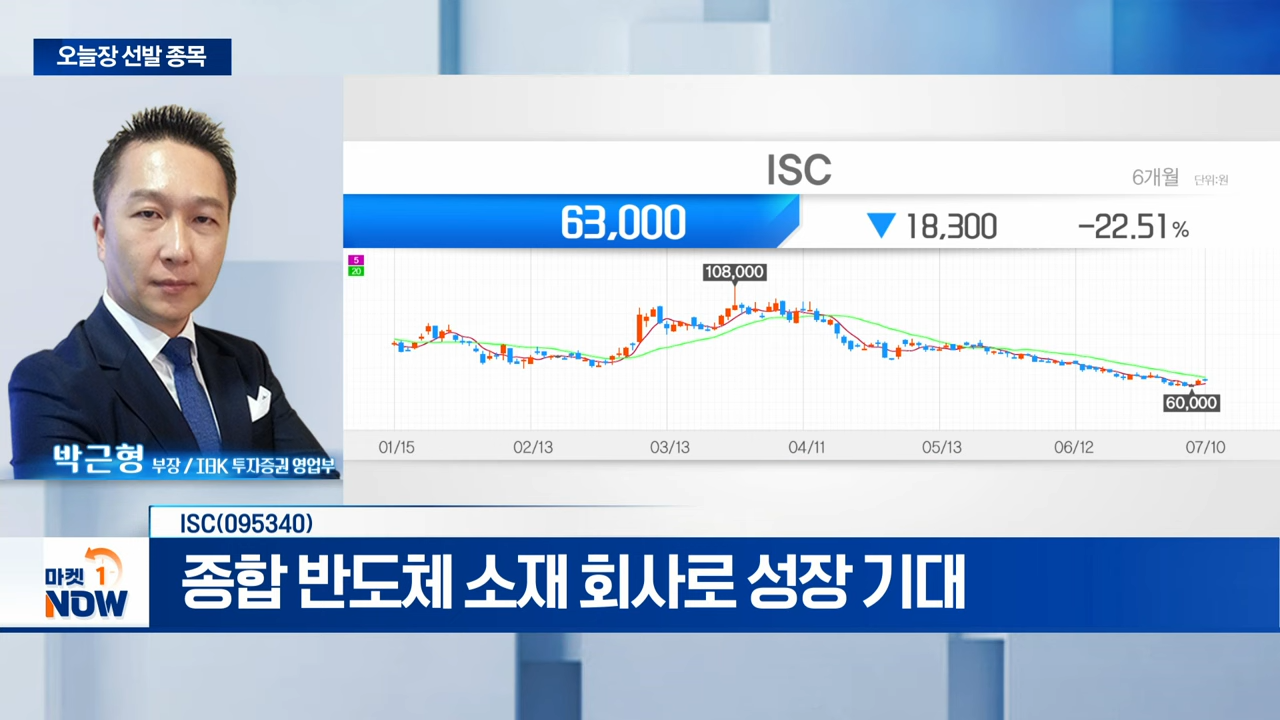 오늘장 선발 종목
ISC
6개월 단위:원
63,000 ▼ 18,300 -22.51%
5
20
108,000
60,000
01/15 02/13 03/13 04/11 05/13 06/12 07/10
박근형 부장 / IBK 투자증권 영업부
ISC(095340)
마켓 1
NOW
종합 반도체 소재 회사로 성장 기대